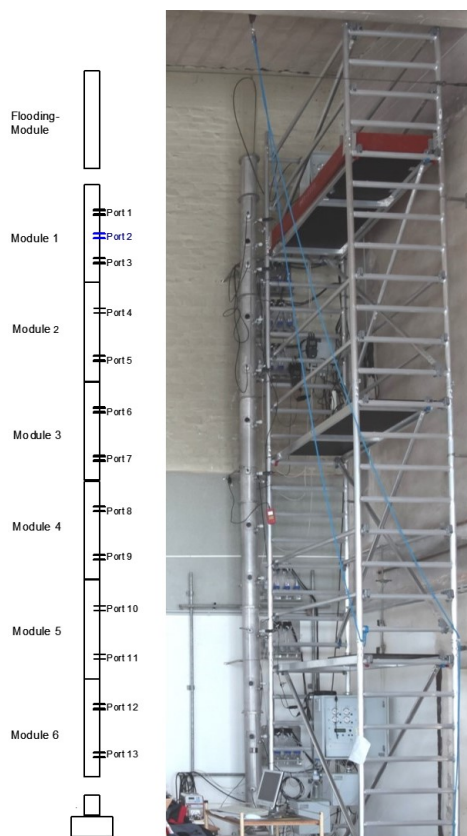 Flooding-
Module
Module 1
Port 1
Port 2
Port 3
Module 2
Port 4
Port 5
Module 3
Port 6
Port 7
Module 4
Port 8
Port 9
Module 5
Port 10
Port 11
Module 6
Port 12
Port 13